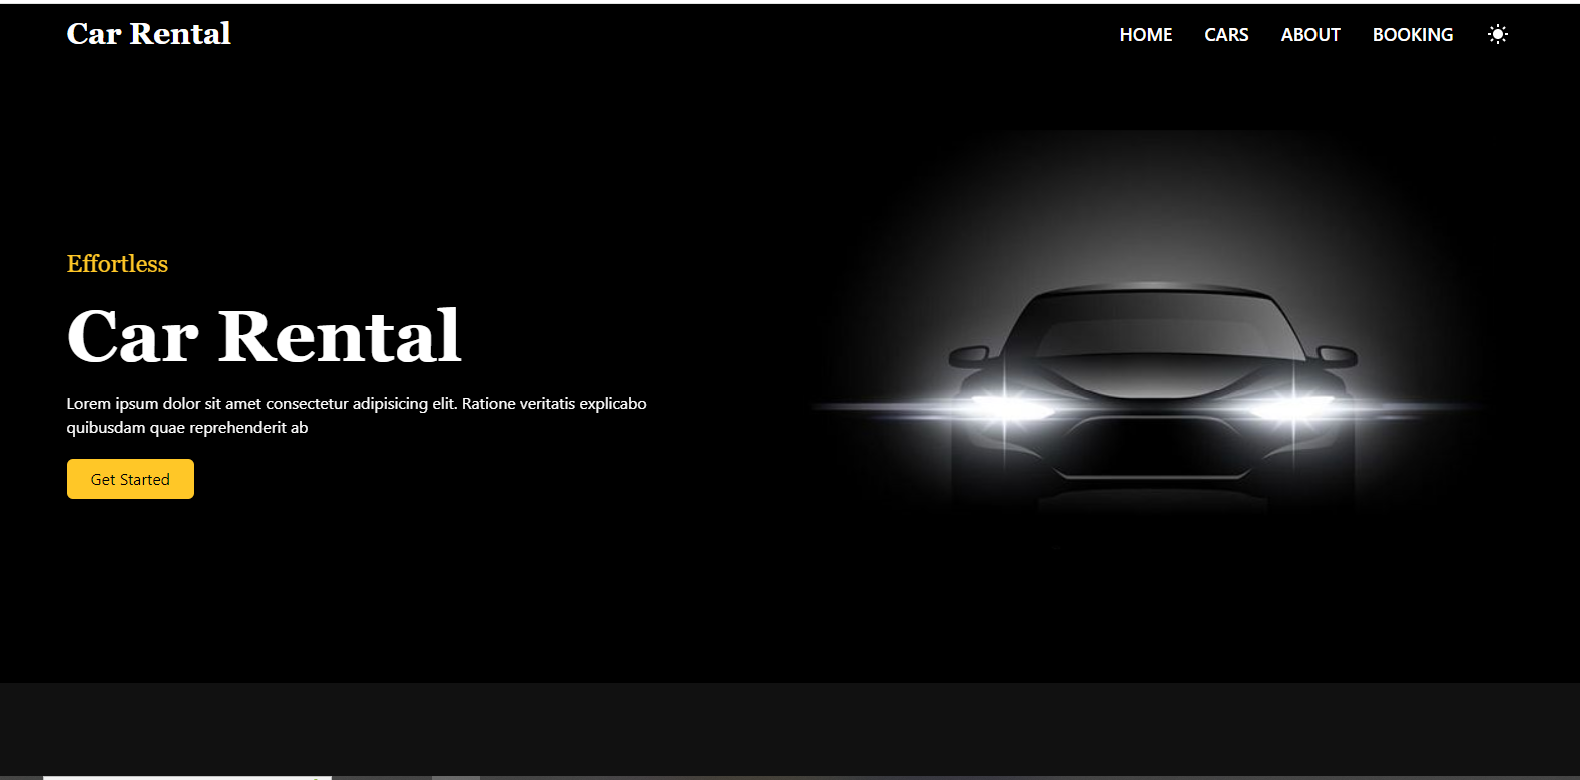 Car Rental
HOME CARS ABOUT BOOKING
Effortless
Car Rental
Lorem ipsum dolor sit amet consectetur adipisicing elit. Ratione veritatis explicabo
quibusdam quae reprehenderit ab
Get Started